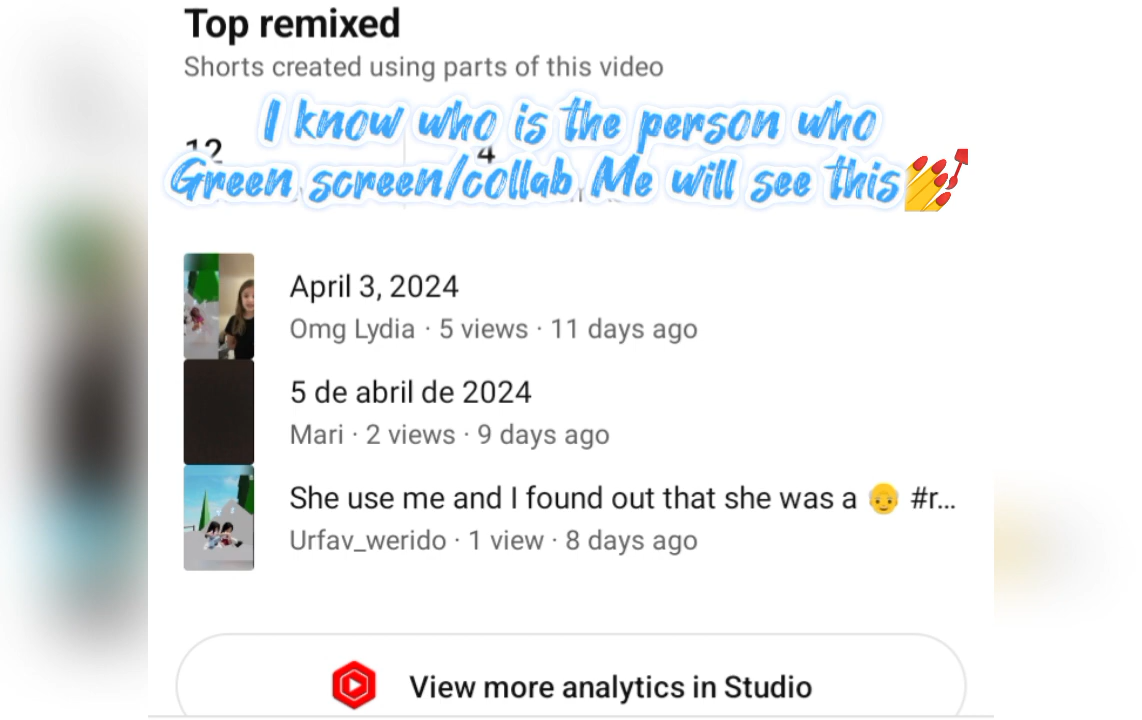 Top remixed
Shorts created using parts of this video
I know who is the person who
12
4
Green screen/collab Me will see this💅
April 3, 2024
Omg Lydia · 5 views · 11 days ago
5 de abril de 2024
Mari · 2 views · 9 days ago
She use me and I found out that she was a 👴 #r...
Urfav_werido · 1 view · 8 days ago
View more analytics in Studio